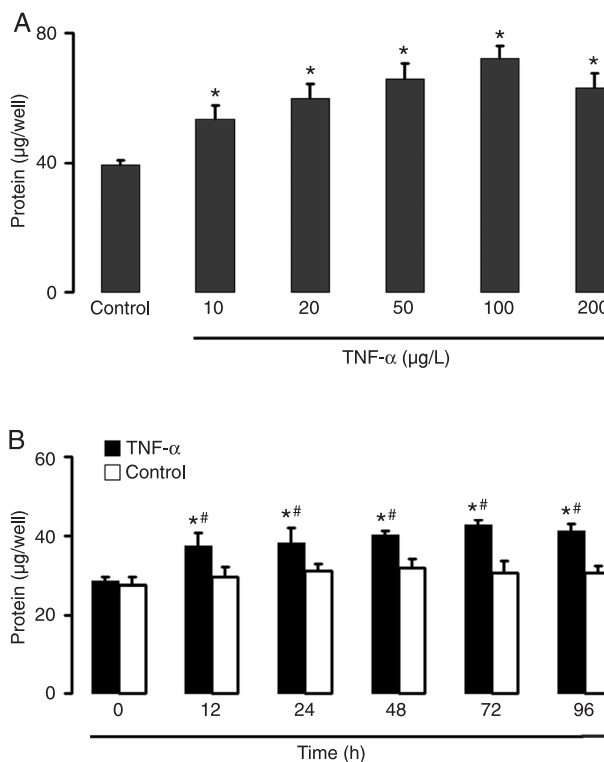 A
80
* * * * *
40
0
Protein (µg/well)
Control 10 20 50 100 200
TNF-α (µg/L)
B
TNF-α
Control
60
*# *# *# *# *#
40
20
0
Protein (µg/well)
0 12 24 48 72 96
Time (h)